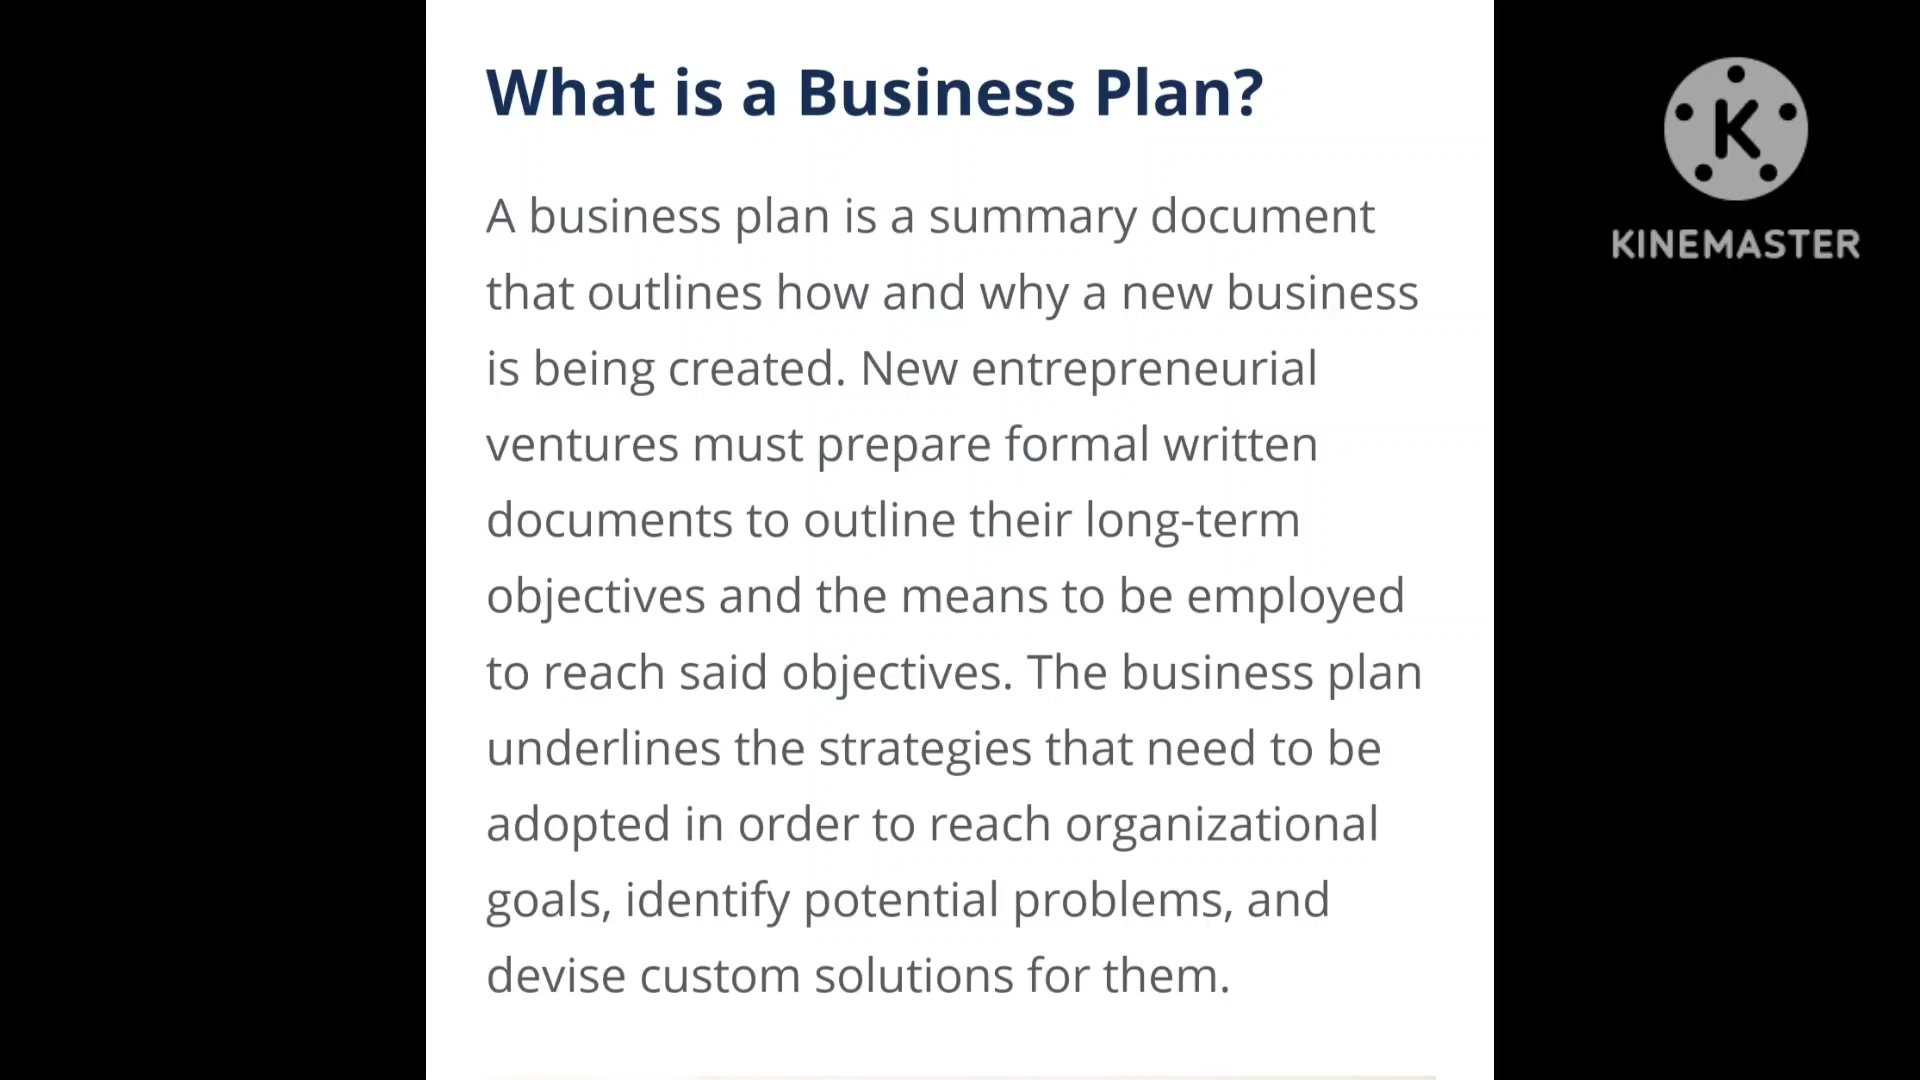 What is a Business Plan?
A business plan is a summary document
that outlines how and why a new business
is being created. New entrepreneurial
ventures must prepare formal written
documents to outline their long-term
objectives and the means to be employed
to reach said objectives. The business plan
underlines the strategies that need to be
adopted in order to reach organizational
goals, identify potential problems, and
devise custom solutions for them.
K
KINEMASTER